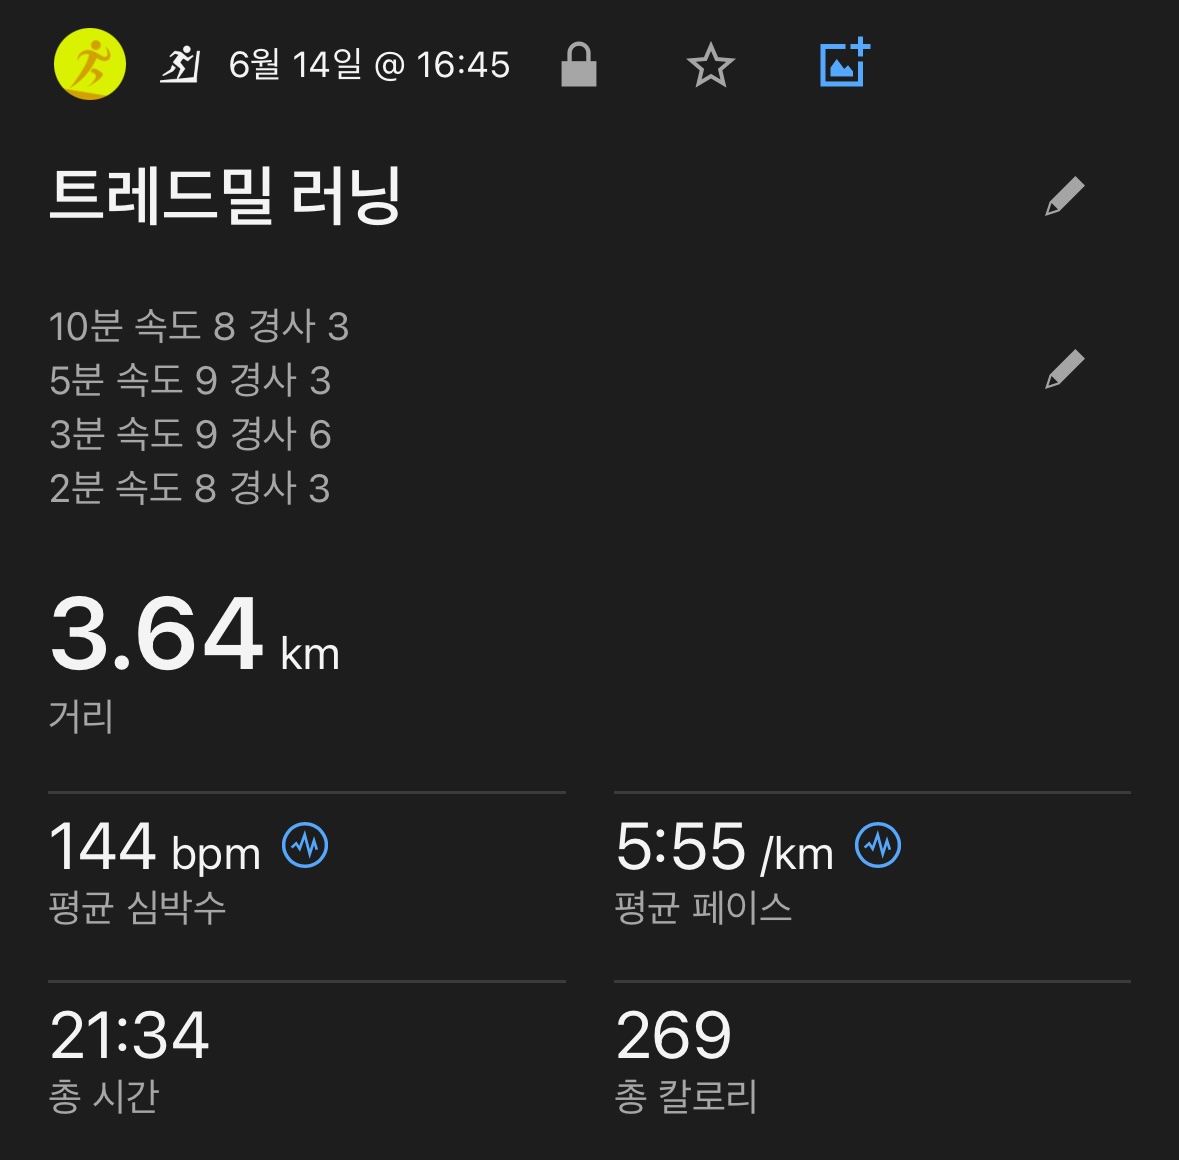 6월 14일 @ 16:45
트레드밀 러닝
10분 속도 8 경사 3
5분 속도 9 경사 3
3분 속도 9 경사 6
2분 속도 8 경사 3
3.64 km
거리
144 bpm
평균 심박수
5:55 /km
평균 페이스
21:34
총 시간
269
총 칼로리